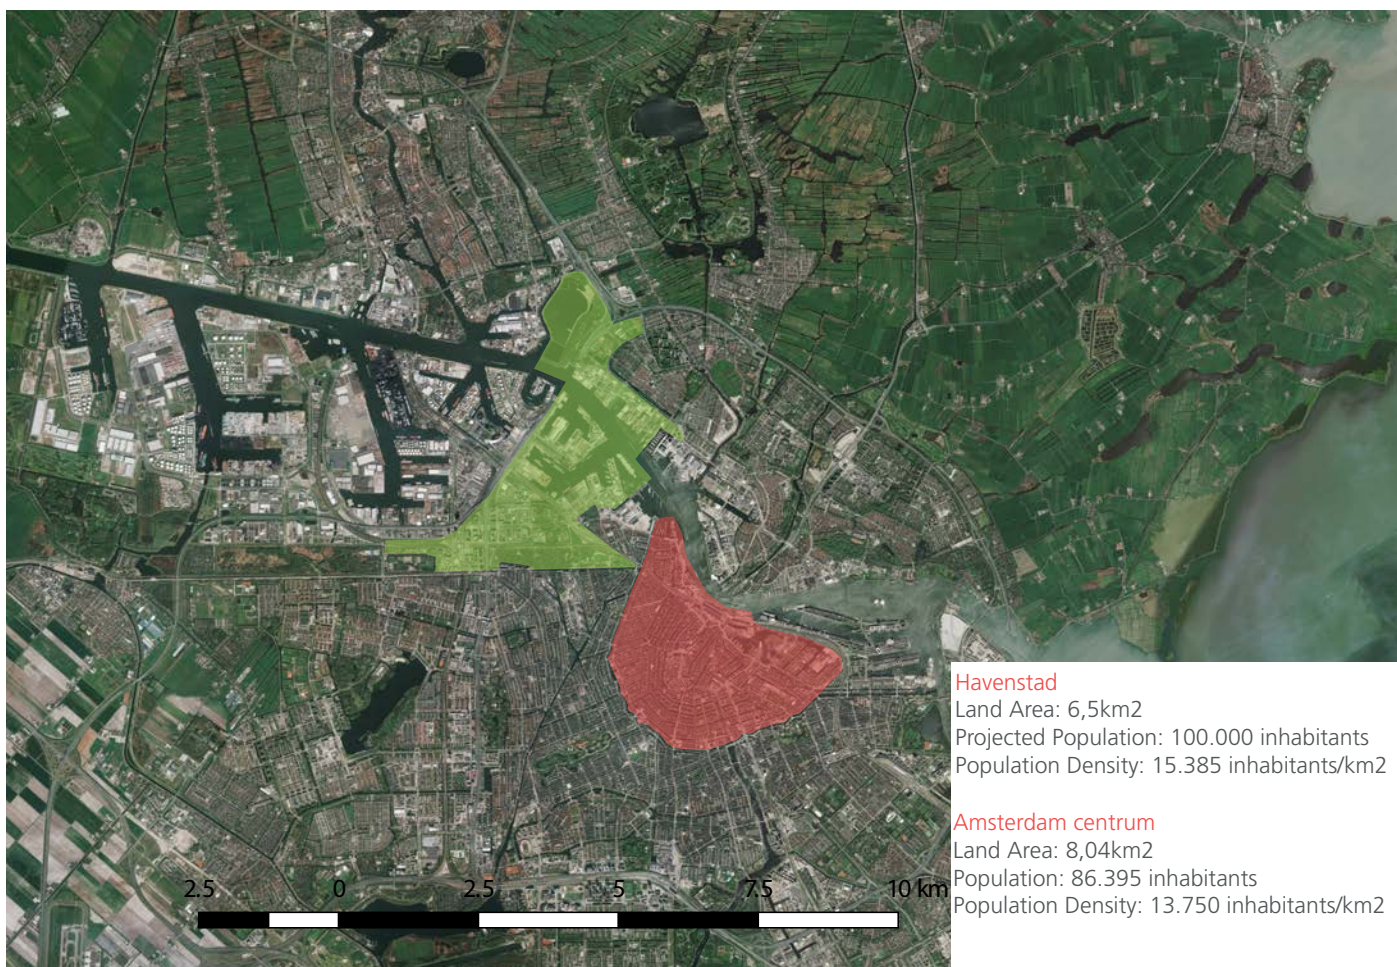 Havenstad
Land Area: 6,5km2
Projected Population: 100.000 inhabitants
Population Density: 15.385 inhabitants/km2
Amsterdam centrum
Land Area: 8,04km2
Population: 86.395 inhabitants
Population Density: 13.750 inhabitants/km2
2.5 0 2.5 5 7.5 10 km